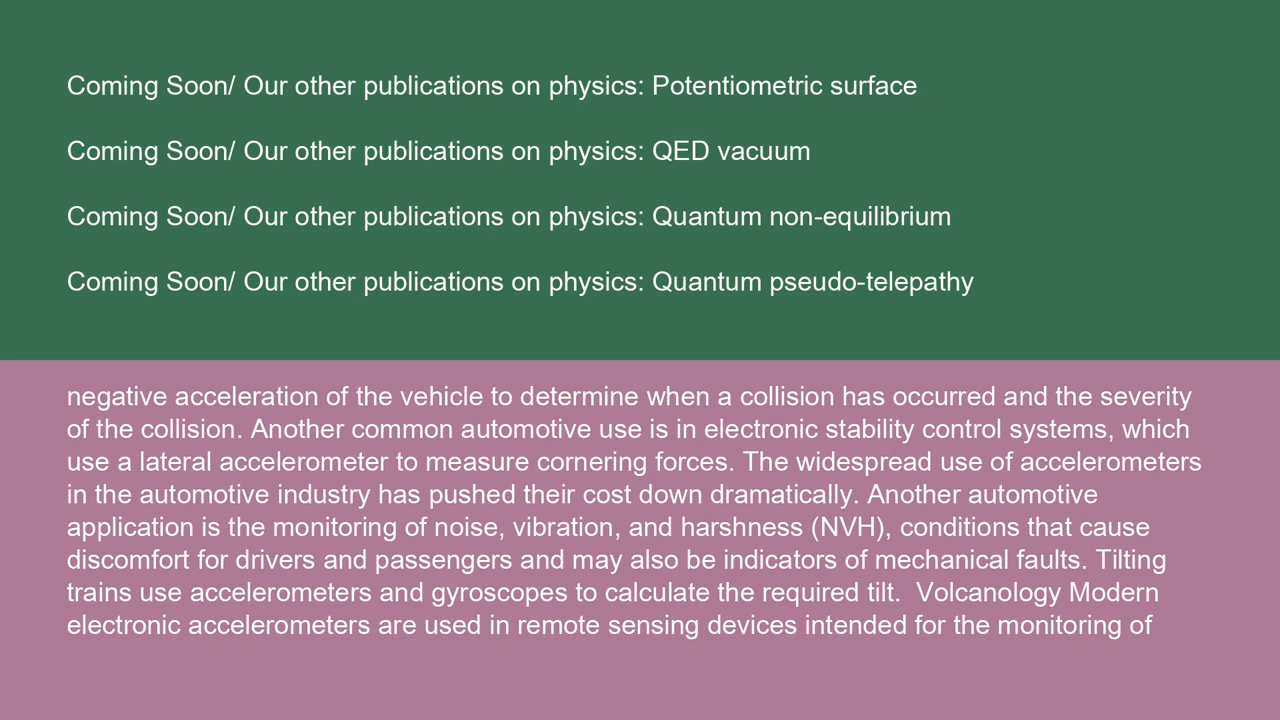 Coming Soon/ Our other publications on physics: Potentiometric surface
Coming Soon/ Our other publications on physics: QED vacuum
Coming Soon/ Our other publications on physics: Quantum non-equilibrium
Coming Soon/ Our other publications on physics: Quantum pseudo-telepathy
negative acceleration of the vehicle to determine when a collision has occurred and the severity
of the collision. Another common automotive use is in electronic stability control systems, which
use a lateral accelerometer to measure cornering forces. The widespread use of accelerometers
in the automotive industry has pushed their cost down dramatically. Another automotive
application is the monitoring of noise, vibration, and harshness (NVH), conditions that cause
discomfort for drivers and passengers and may also be indicators of mechanical faults. Tilting
trains use accelerometers and gyroscopes to calculate the required tilt.  Volcanology Modern
electronic accelerometers are used in remote sensing devices intended for the monitoring of